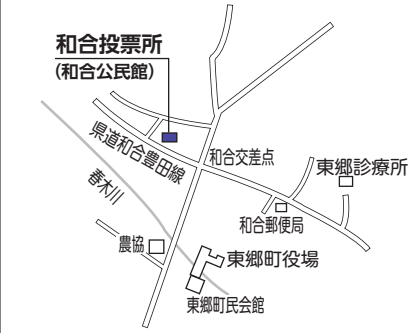 和合投票所
(和合公民館)
県道和合豊田線
和合交差点
東郷診療所
春木川
和合郵便局
農協
東郷町役場
東郷町民会館